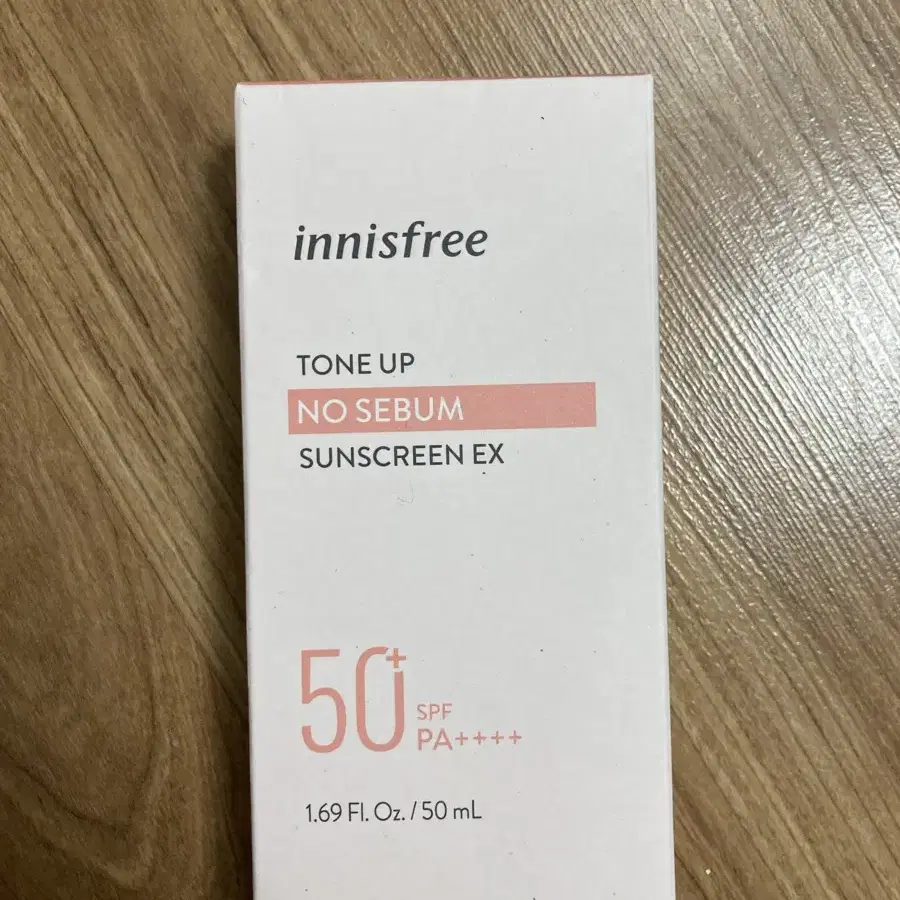 innisfree
TONE UP
NO SEBUM
SUNSCREEN EX
50+ SPF
PA++++
1.69 Fl. Oz. / 50 mL